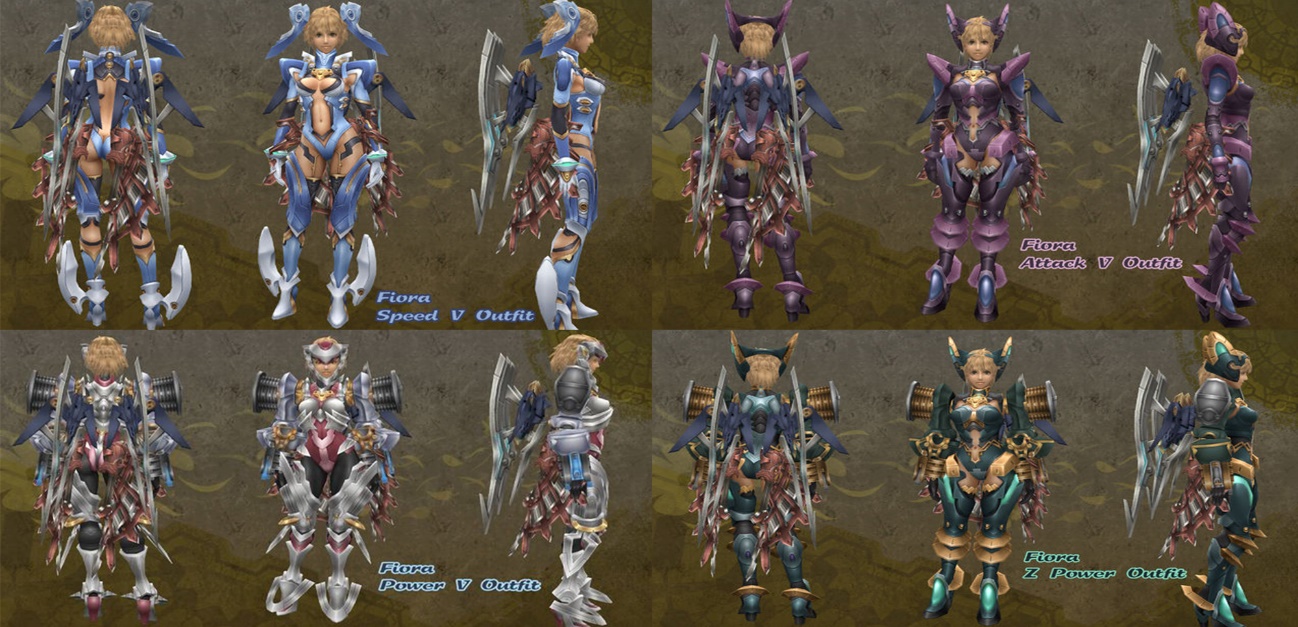 Fiora
Speed V Outfit
Fiora
Attack V Outfit
Fiora
Power V Outfit
Fiora
Z Power Outfit